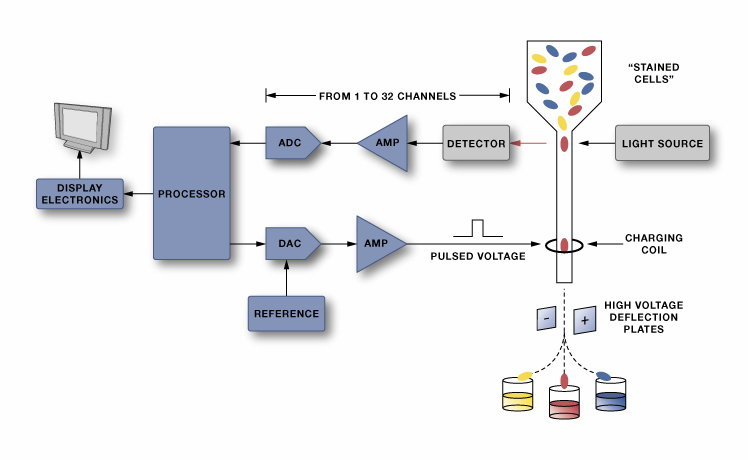 “STAINED
CELLS”
FROM 1 TO 32 CHANNELS
ADC
AMP
DETECTOR
LIGHT SOURCE
DISPLAY
ELECTRONICS
PROCESSOR
DAC
AMP
PULSED VOLTAGE
CHARGING
COIL
REFERENCE
-
+
HIGH VOLTAGE
DEFLECTION
PLATES